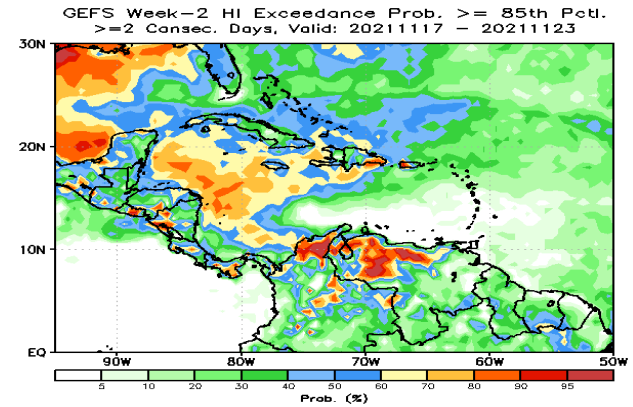 GEFS Week-2 HI Exceedance Prob. >= 85th Pctl.
>=2 Cansec. Days, Valid: 20211117 - 20211123
30N
20N
10N
EQ
90W 80W 70W 60W 50W
5 10 20 30 40 50 60 70 80 90 95
Prob. (%)